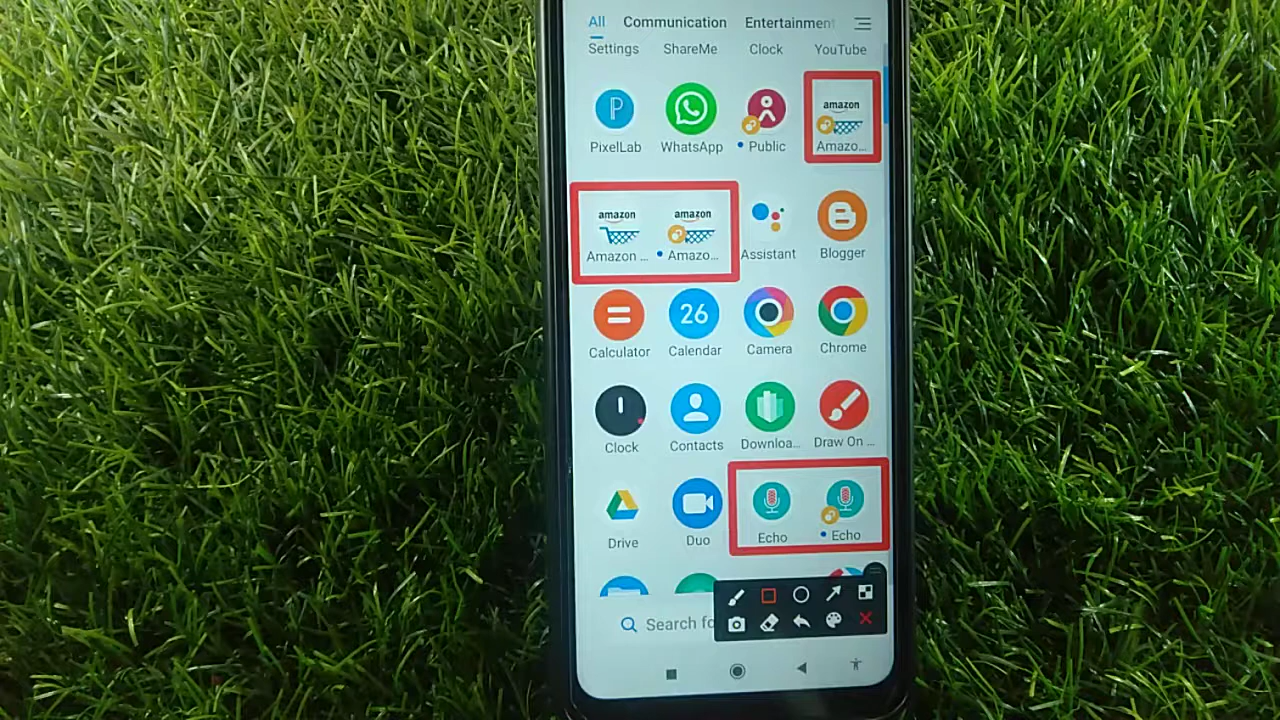 All Communication Entertainment
Settings ShareMe Clock YouTube
P
amazon
PixelLab WhatsApp Public Amazo...
amazon amazon
Amazon ... Amazo... Assistant Blogger
26
Calculator Calendar Camera Chrome
Clock Contacts Downloa... Draw On ...
Drive Duo Echo Echo
Search fo